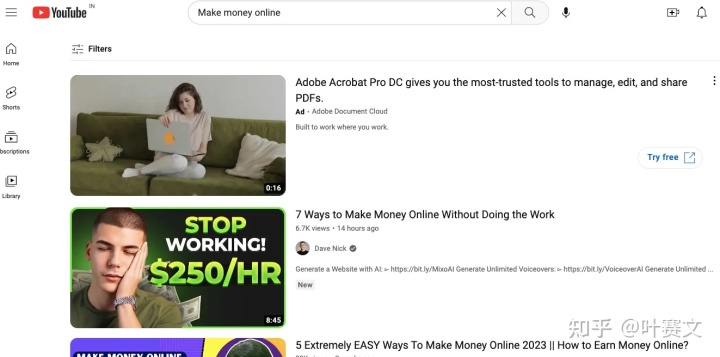 YouTube IN
Make money online
Home
Shorts
bscriptions
Library
Filters
0:16
Adobe Acrobat Pro DC gives you the most-trusted tools to manage, edit, and share
PDFs.
Ad · Adobe Document Cloud
Built to work where you work.
Try free
STOP
WORKING!
$250/HR
8:45
7 Ways to Make Money Online Without Doing the Work
6.7K views · 14 hours ago
Dave Nick
Generate a Website with AI: ➢ https://bit.ly/MixoAI Generate Unlimited Voiceovers: ➢ https://bit.ly/VoiceoverAI Generate Unlimited ...
New
MAKE MONEY ONLINE
5 Extremely EASY Ways To Make Money Online 2023 || How to Earn Money Online?
知乎 @叶赛文